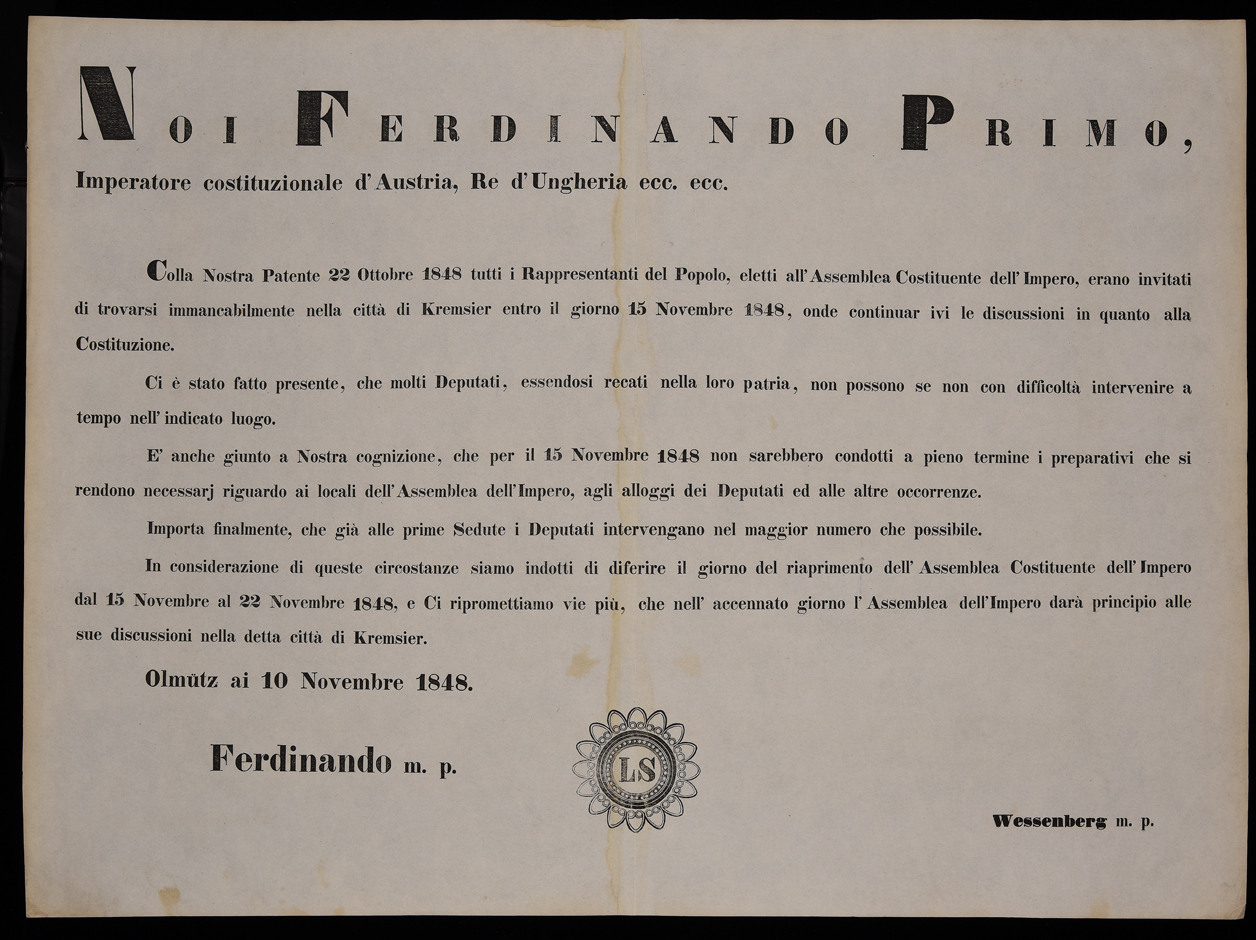 NOI FERDINANDO PRIMO,
Imperatore costituzionale d'Austria, Re d'Ungheria ecc. ecc.
Colla Nostra Patente 22 Ottobre 1848 tutti i Rappresentanti del Popolo, eletti all'Assemblea Costituente dell'Impero, erano invitati
di trovarsi immancabilmente nella città di Kremsier entro il giorno 15 Novembre 1848, onde continuar ivi le discussioni in quanto alla
Costituzione.
Ci è stato fatto presente, che molti Deputati, essendosi recati nella loro patria, non possono se non con difficoltà intervenire a
tempo nell'indicato luogo.
E' anche giunto a Nostra cognizione, che per il 15 Novembre 1848 non sarebbero condotti a pieno termine i preparativi che si
rendono necessarj riguardo ai locali dell'Assemblea dell'Impero, agli alloggi dei Deputati ed alle altre occorrenze.
Importa finalmente, che già alle prime Sedute i Deputati intervengano nel maggior numero che possibile.
In considerazione di queste circostanze siamo indotti di diferire il giorno del riaprimento dell'Assemblea Costituente dell'Impero
dal 15 Novembre al 22 Novembre 1848, e Ci ripromettiamo vie più, che nell' accennato giorno l'Assemblea dell'Impero darà principio alle
sue discussioni nella detta città di Kremsier.
Olmütz ai 10 Novembre 1848.
Ferdinando m. p.
LS
Wessenberg m. p.